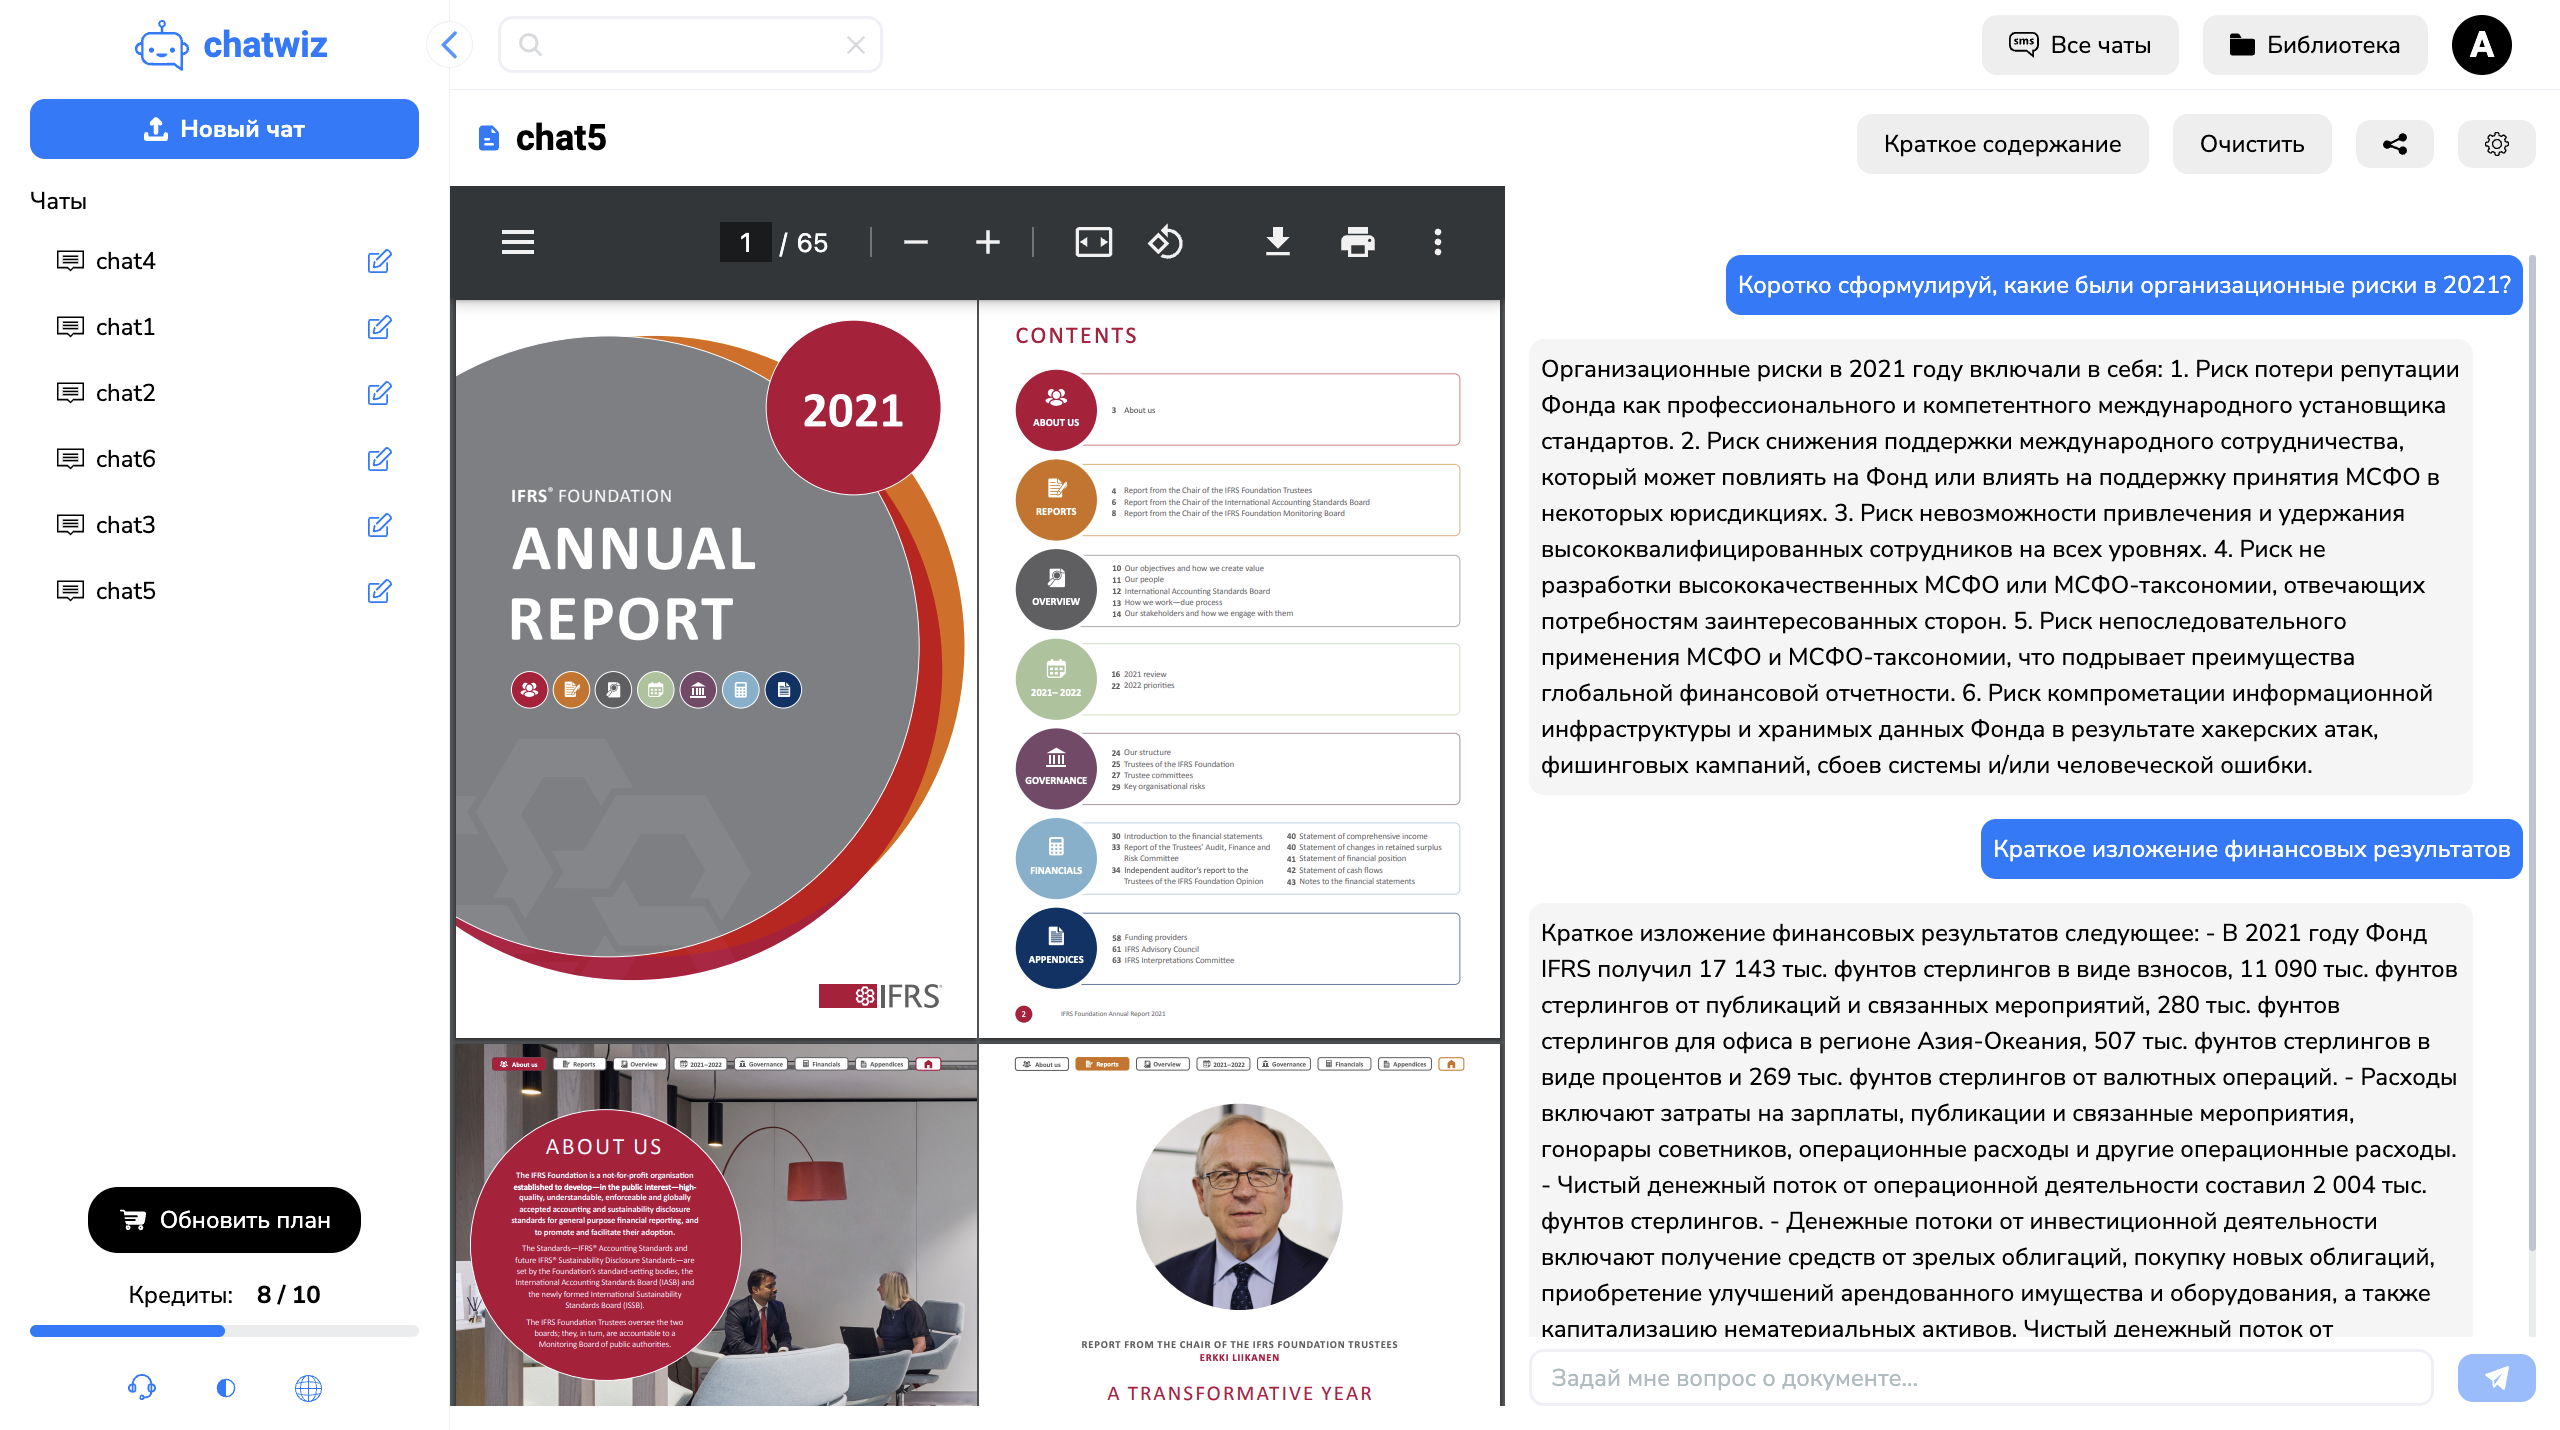 chatwiz
Новый чат
Чаты
chat4
chat1
chat2
chat6
chat3
chat5
Обновить план
Кредиты: 8 / 10
sms Все чаты
Библиотека
A
chat5
Краткое содержание
Очистить
1 / 65
2021
IFRS® FOUNDATION
ANNUAL
REPORT
IFRS®
CONTENTS
ABOUT US
3 About us
REPORTS
4 Report from the Chair of the IFRS Foundation Trustees
6 Report from the Chair of the International Accounting Standards Board
8 Report from the Chair of the IFRS Foundation Monitoring Board
OVERVIEW
10 Our objectives and how we create value
11 Our people
12 International Accounting Standards Board
13 How we work—due process
14 Our stakeholders and how we engage with them
2021–2022
16 2021 review
22 2022 priorities
GOVERNANCE
24 Our structure
25 Trustees of the IFRS Foundation
27 Trustee committees
29 Key organisational risks
FINANCIALS
30 Introduction to the financial statements
33 Report of the Trustees' Audit, Finance and
Risk Committee
34 Independent auditor's report to the
Trustees of the IFRS Foundation Opinion
40 Statement of comprehensive income
40 Statement of changes in retained surplus
41 Statement of financial position
42 Statement of cash flows
43 Notes to the financial statements
APPENDICES
58 Funding providers
61 IFRS Advisory Council
63 IFRS Interpretations Committee
2 IFRS Foundation Annual Report 2021
About us Reports Overview 2021–2022 Governance Financials Appendices
ABOUT US
The IFRS Foundation is a not-for-profit organisation
established to develop—in the public interest—high-
quality, understandable, enforceable and globally
accepted accounting and sustainability disclosure
standards for general purpose financial reporting, and
to promote and facilitate their adoption.
The Standards—IFRS® Accounting Standards and
future IFRS® Sustainability Disclosure Standards—are
set by the Foundation's standard-setting bodies, the
International Accounting Standards Board (IASB) and
the newly formed International Sustainability
Standards Board (ISSB).
The IFRS Foundation Trustees oversee the two
boards; they, in turn, are accountable to a
Monitoring Board of public authorities.
About us Reports Overview 2021–2022 Governance Financials Appendices
REPORT FROM THE CHAIR OF THE IFRS FOUNDATION TRUSTEES
ERKKI LIIKANEN
A TRANSFORMATIVE YEAR
Коротко сформулируй, какие были организационные риски в 2021?
Организационные риски в 2021 году включали в себя: 1. Риск потери репутации
Фонда как профессионального и компетентного международного установщика
стандартов. 2. Риск снижения поддержки международного сотрудничества,
который может повлиять на Фонд или влиять на поддержку принятия МСФО в
некоторых юрисдикциях. 3. Риск невозможности привлечения и удержания
высококвалифицированных сотрудников на всех уровнях. 4. Риск не
разработки высококачественных МСФО или МСФО-таксономии, отвечающих
потребностям заинтересованных сторон. 5. Риск непоследовательного
применения МСФО и МСФО-таксономии, что подрывает преимущества
глобальной финансовой отчетности. 6. Риск компрометации информационной
инфраструктуры и хранимых данных Фонда в результате хакерских атак,
фишинговых кампаний, сбоев системы и/или человеческой ошибки.
Краткое изложение финансовых результатов
Краткое изложение финансовых результатов следующее: - В 2021 году Фонд
IFRS получил 17 143 тыс. фунтов стерлингов в виде взносов, 11 090 тыс. фунтов
стерлингов от публикаций и связанных мероприятий, 280 тыс. фунтов
стерлингов для офиса в регионе Азия-Океания, 507 тыс. фунтов стерлингов в
виде процентов и 269 тыс. фунтов стерлингов от валютных операций. - Расходы
включают затраты на зарплаты, публикации и связанные мероприятия,
гонорары советников, операционные расходы и другие операционные расходы.
- Чистый денежный поток от операционной деятельности составил 2 004 тыс.
фунтов стерлингов. - Денежные потоки от инвестиционной деятельности
включают получение средств от зрелых облигаций, покупку новых облигаций,
приобретение улучшений арендованного имущества и оборудования, а также
капитализацию нематериальных активов. Чистый денежный поток от
Задай мне вопрос о документе...